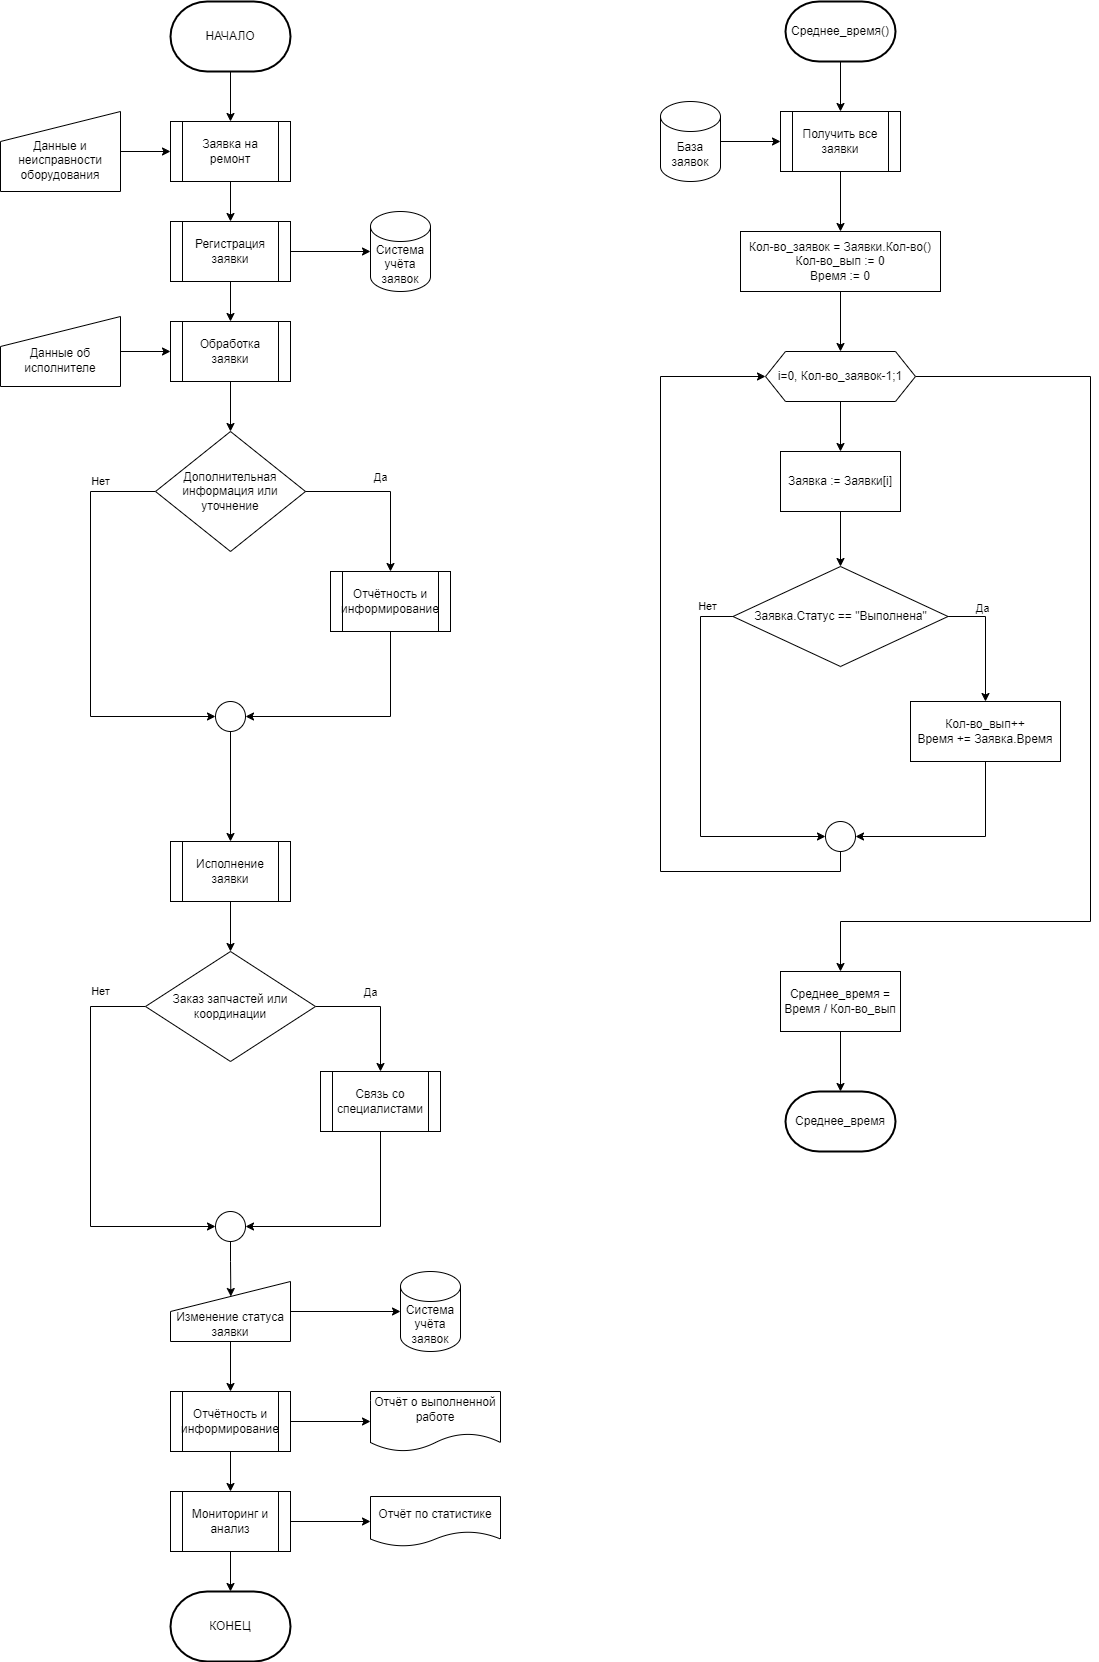 НАЧАЛО
Данные и
неисправности
оборудования
Заявка на
ремонт
Регистрация
заявки
Система
учёта
заявок
Данные об
исполнителе
Обработка
заявки
Дополнительная
информация или
уточнение
Нет
Да
Отчётность и
информирование
Исполнение
заявки
Заказ запчастей или
координации
Нет
Да
Связь со
специалистами
Изменение статуса
заявки
Система
учёта
заявок
Отчётность и
информирование
Отчёт о выполненной
работе
Мониторинг и
анализ
Отчёт по статистике
КОНЕЦ
Среднее_время()
База
заявок
Получить все
заявки
Кол-во_заявок = Заявки.Кол-во()
Кол-во_вып := 0
Время := 0
i=0, Кол-во_заявок-1;1
Заявка := Заявки[i]
Заявка.Статус == "Выполнена"
Нет
Да
Кол-во_вып++
Время += Заявка.Время
Среднее_время =
Время / Кол-во_вып
Среднее_время